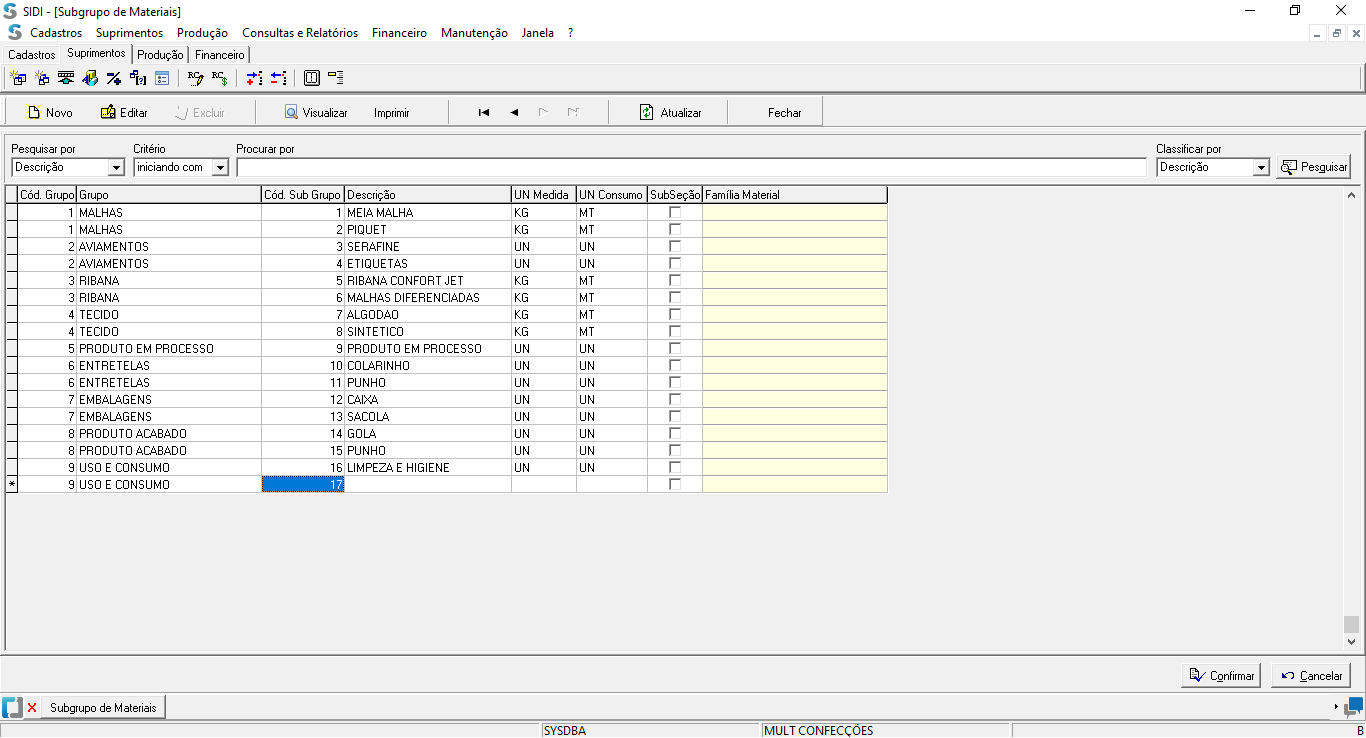 SIDI - [Subgrupo de Materiais]
Cadastros Suprimentos Produção Consultas e Relatórios Financeiro Manutenção Janela ?
Cadastros Suprimentos Produção Financeiro
Novo Editar Excluir Visualizar Imprimir Atualizar Fechar
Pesquisar por Critério Procurar por Classificar por
Descrição iniciando com Descrição Pesquisar
Cód. Grupo Grupo Cód. Sub Grupo Descrição UN Medida UN Consumo SubSeção Família Material
1 MALHAS 1 MEIA MALHA KG MT
1 MALHAS 2 PIQUET KG MT
2 AVIAMENTOS 3 SERAFINE UN UN
2 AVIAMENTOS 4 ETIQUETAS UN UN
3 RIBANA 5 RIBANA CONFORT JET KG MT
3 RIBANA 6 MALHAS DIFERENCIADAS KG MT
4 TECIDO 7 ALGODAO KG MT
4 TECIDO 8 SINTETICO KG MT
5 PRODUTO EM PROCESSO 9 PRODUTO EM PROCESSO UN UN
6 ENTRETELAS 10 COLARINHO UN UN
6 ENTRETELAS 11 PUNHO UN UN
7 EMBALAGENS 12 CAIXA UN UN
7 EMBALAGENS 13 SACOLA UN UN
8 PRODUTO ACABADO 14 GOLA UN UN
8 PRODUTO ACABADO 15 PUNHO UN UN
9 USO E CONSUMO 16 LIMPEZA E HIGIENE UN UN
* 9 USO E CONSUMO 17
Confirmar Cancelar
Subgrupo de Materiais
SYSDBA MULT CONFECÇÕES B